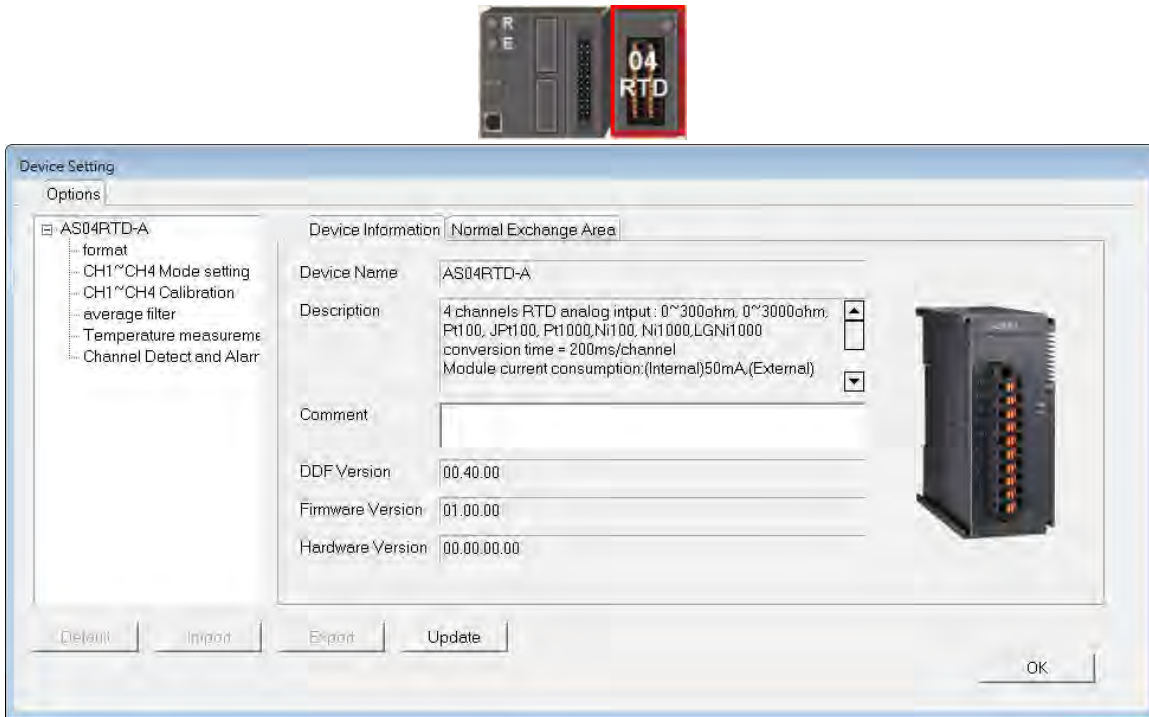 R
E
04
RTD
Device Setting
Options
AS04RTD-A
format
CH1~CH4 Mode setting
CH1~CH4 Calibration
average filter
Temperature measureme
Channel Detect and Alarr
Device Information
Normal Exchange Area
Device Name
AS04RTD-A
Description
4 channels RTD analog intput : 0~300ohm, 0~3000ohm,
Pt100, JPt100, Pt1000,Ni100, Ni1000,LGNi1000
conversion time = 200ms/channel
Module current consumption:(Internal)50mA,(External)
Comment
DDF Version
00.40.00
Firmware Version
01.00.00
Hardware Version
00.00.00.00
Default
Import
Export
Update
OK